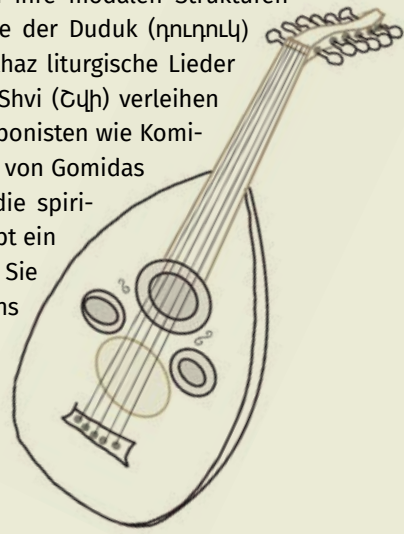 ihre modalen Strukturen
e der Duduk (դուդուկ)
haz liturgische Lieder
Shvi (Շվի) verleihen
ponisten wie Komi-
von Gomidas
die spiri-
bt ein
Sie
ns